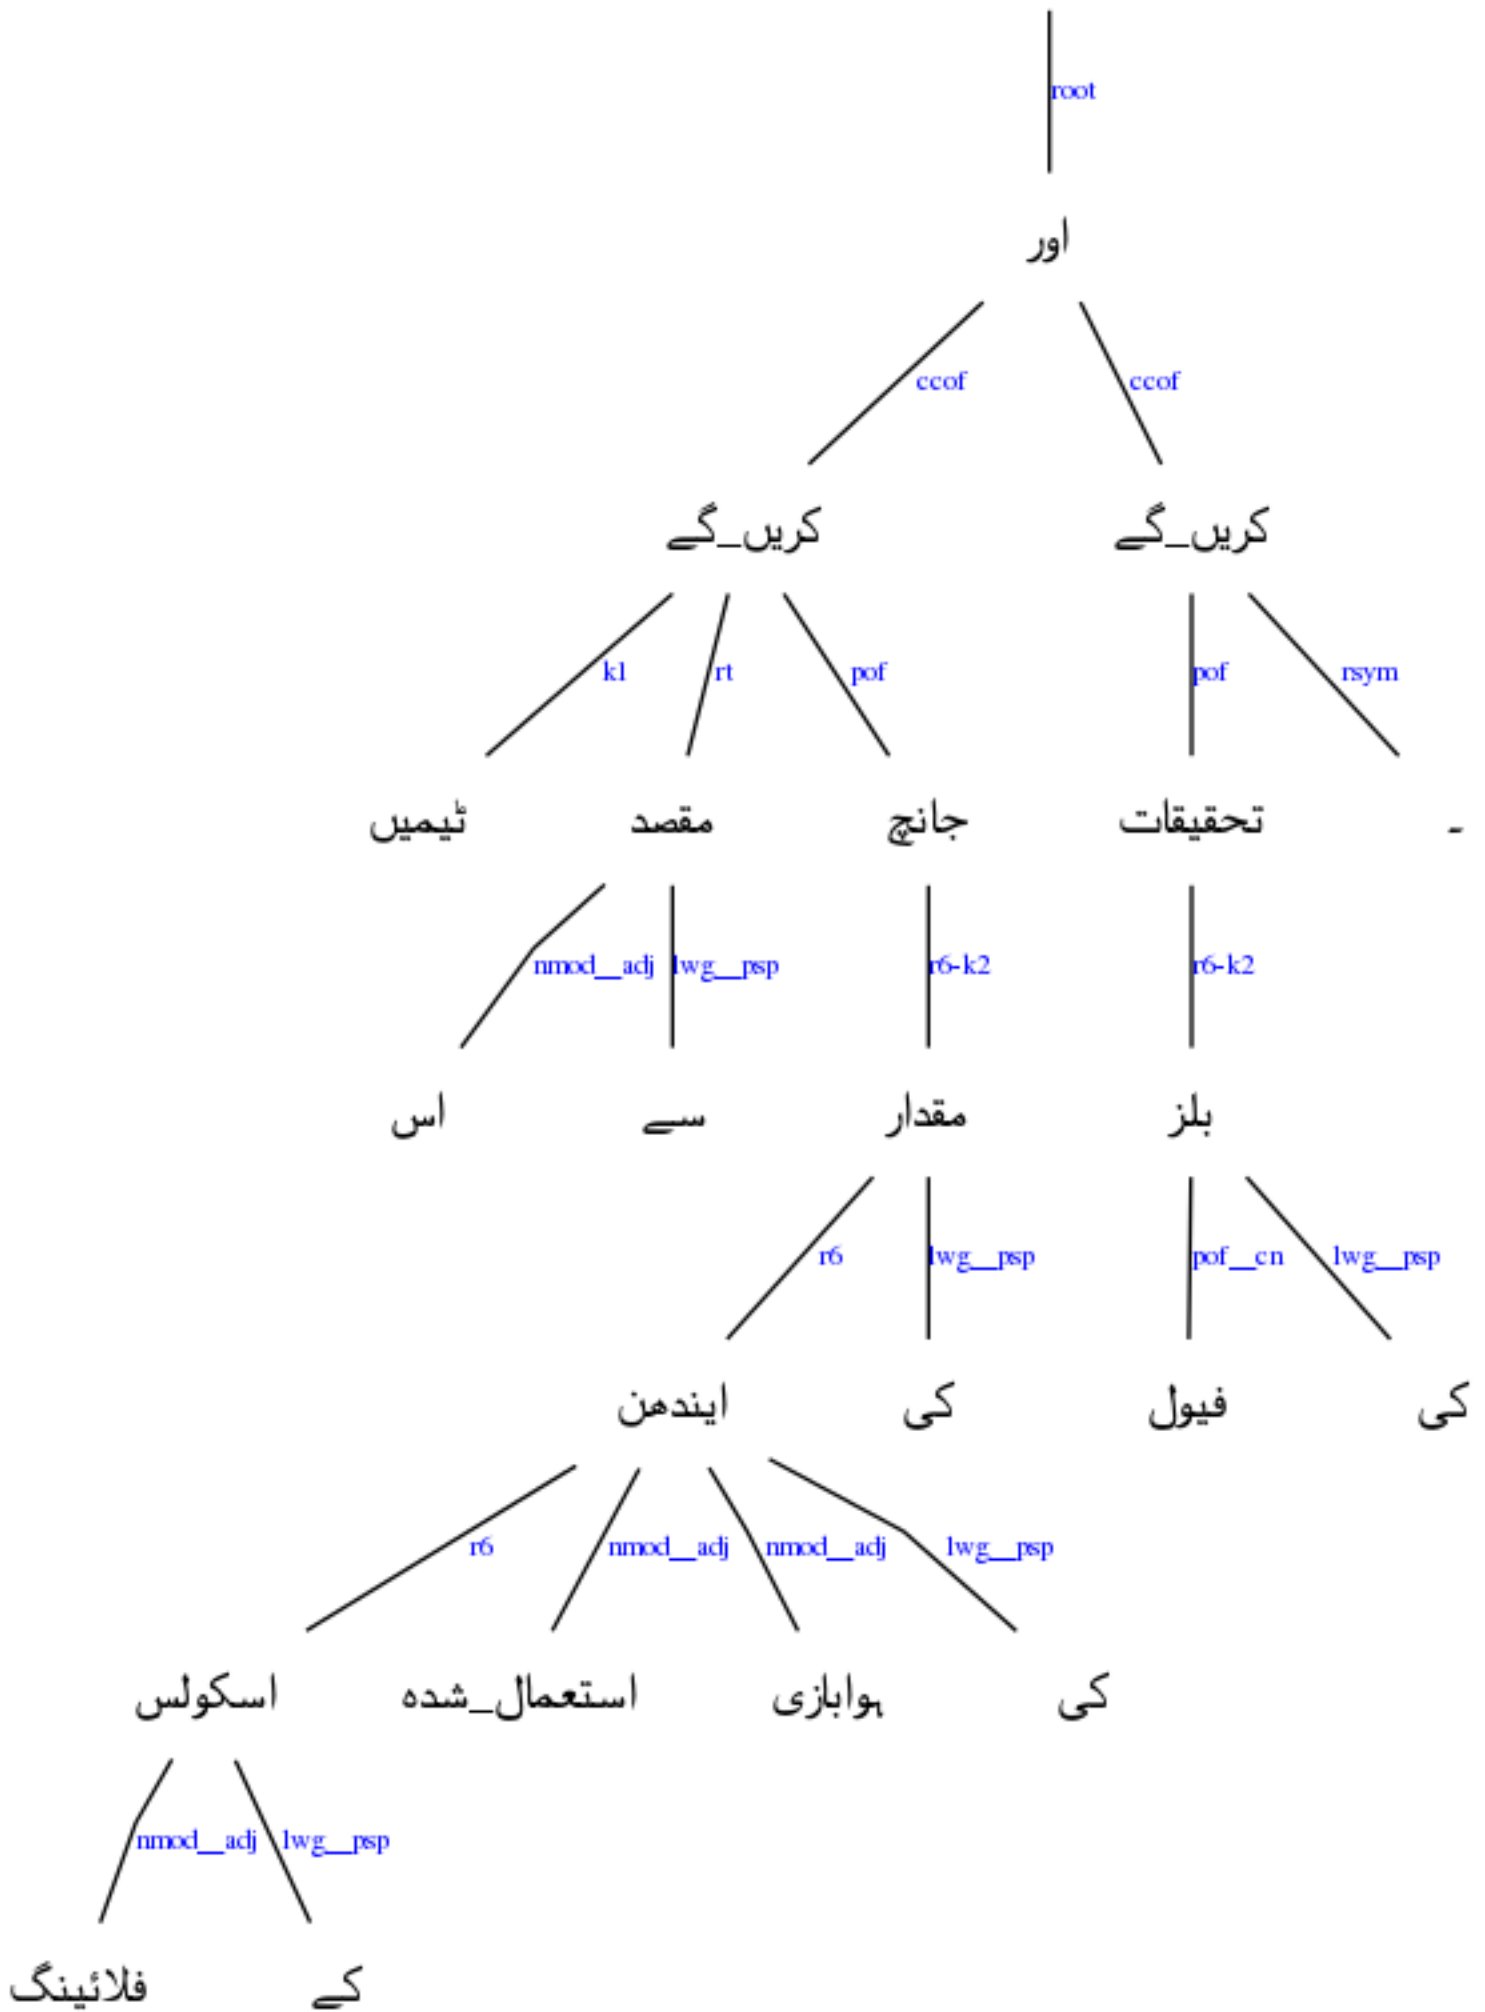 root
اور
ccof ccof
کریں_گے کریں_گے
k1 rt pof pof rsym
ٹیمیں مقصد جانچ تحقیقات ۔
nmod__adj lwg__psp r6-k2 r6-k2
اس سے مقدار بلز
r6 lwg__psp pof__cn lwg__psp
ایندھن کی فیول کی
r6 nmod__adj nmod__adj lwg__psp
اسکولس استعمال_شدہ ہوابازی کی
nmod__adj lwg__psp
فلائینگ کے